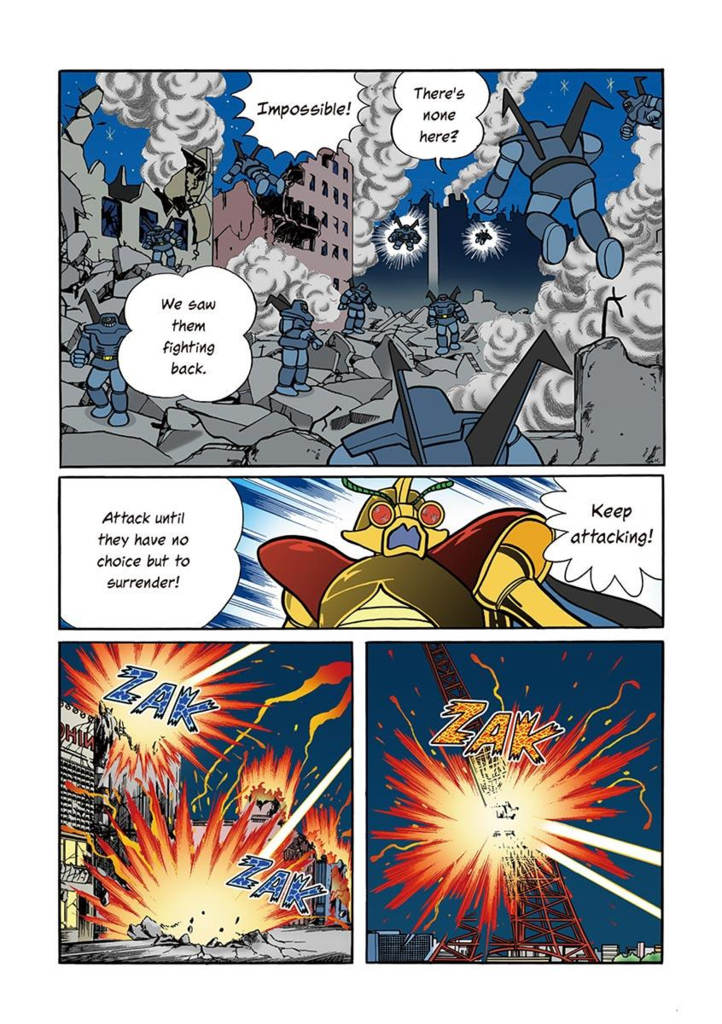 Impossible!
There's
none
here?
We saw
them
fighting
back.
Attack until
they have no
choice but to
surrender!
Keep
attacking!
ZAK
ZAK
ZAK